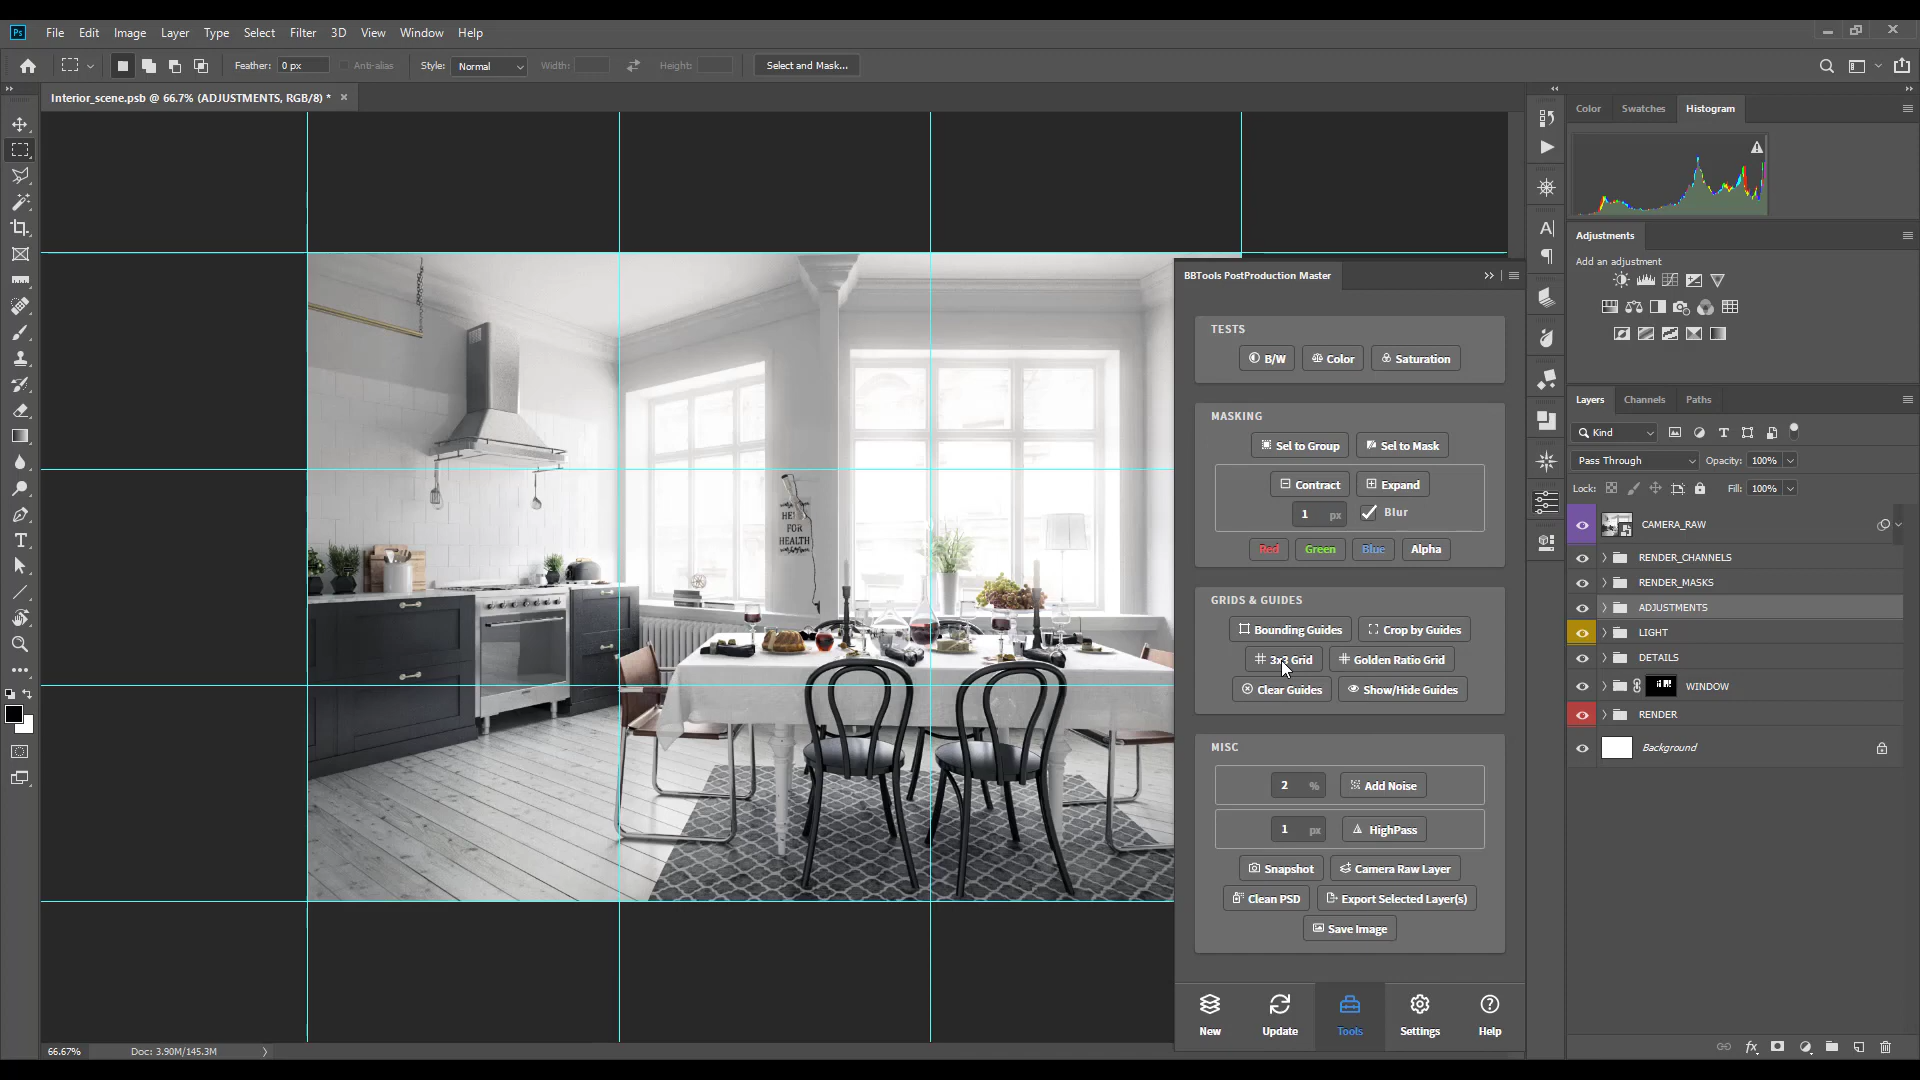 Ps File Edit Image Layer Type Select Filter 3D View Window Help
Feather: 0 px Anti-alias Style: Normal Width: Height: Select and Mask...
Interior_scene.psb @ 66.7% (ADJUSTMENTS, RGB/8) *
HE
FOR
HEALTH
BBTools PostProduction Master
TESTS
B/W Color Saturation
MASKING
Sel to Group Sel to Mask
Contract Expand
1 px Blur
Red Green Blue Alpha
GRIDS & GUIDES
Bounding Guides Crop by Guides
3x3 Grid Golden Ratio Grid
Clear Guides Show/Hide Guides
MISC
2 % Add Noise
1 px HighPass
Snapshot Camera Raw Layer
Clean PSD Export Selected Layer(s)
Save Image
New Update Tools Settings Help
Color Swatches Histogram
Adjustments
Add an adjustment
Layers Channels Paths
Kind
Pass Through Opacity: 100%
Lock: Fill: 100%
CAMERA_RAW
RENDER_CHANNELS
RENDER_MASKS
ADJUSTMENTS
LIGHT
DETAILS
WINDOW
RENDER
Background
66.67% Doc: 3.90M/145.3M